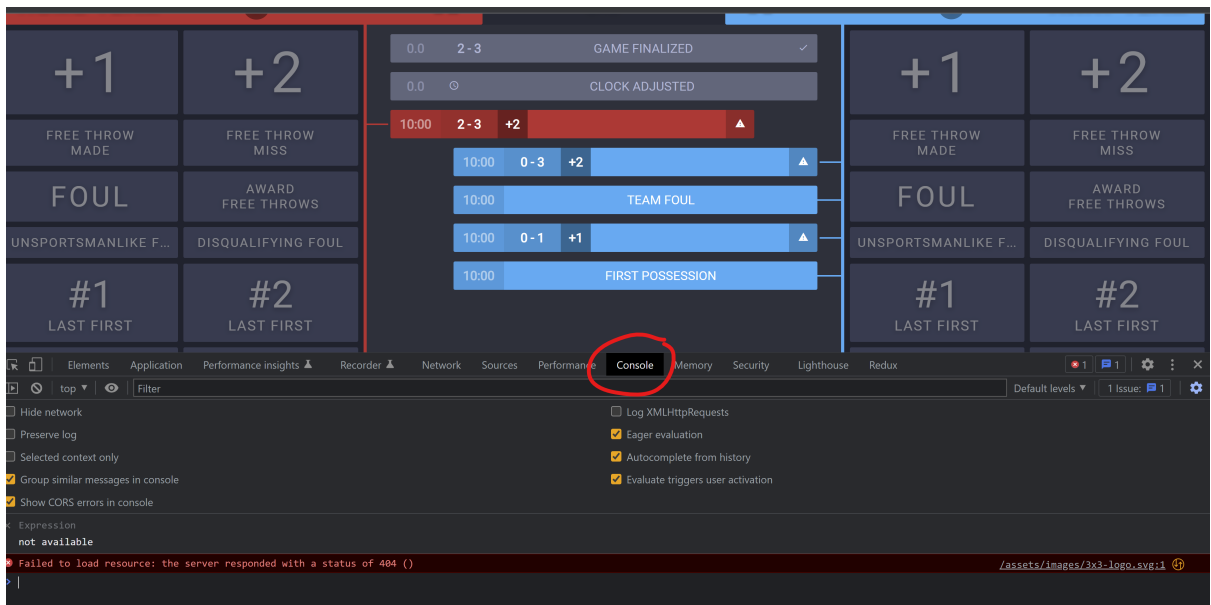 +1
+2
FREE THROW
MADE
FREE THROW
MISS
FOUL
AWARD
FREE THROWS
UNSPORTSMANLIKE F...
DISQUALIFYING FOUL
#1
LAST FIRST
#2
LAST FIRST
0.0 2 - 3 GAME FINALIZED
0.0 CLOCK ADJUSTED
10:00 2 - 3 +2
10:00 0 - 3 +2
10:00 TEAM FOUL
10:00 0 - 1 +1
10:00 FIRST POSSESSION
+1
+2
FREE THROW
MADE
FREE THROW
MISS
FOUL
AWARD
FREE THROWS
UNSPORTSMANLIKE F...
DISQUALIFYING FOUL
#1
LAST FIRST
#2
LAST FIRST
Elements Application Performance insights Recorder Network Sources Performance Console Memory Security Lighthouse Redux 1 1
top Filter Default levels 1 Issue: 1
Hide network Log XMLHttpRequests
Preserve log Eager evaluation
Selected context only Autocomplete from history
Group similar messages in console Evaluate triggers user activation
Show CORS errors in console
Expression
not available
Failed to load resource: the server responded with a status of 404 () /assets/images/3x3-logo.svg:1